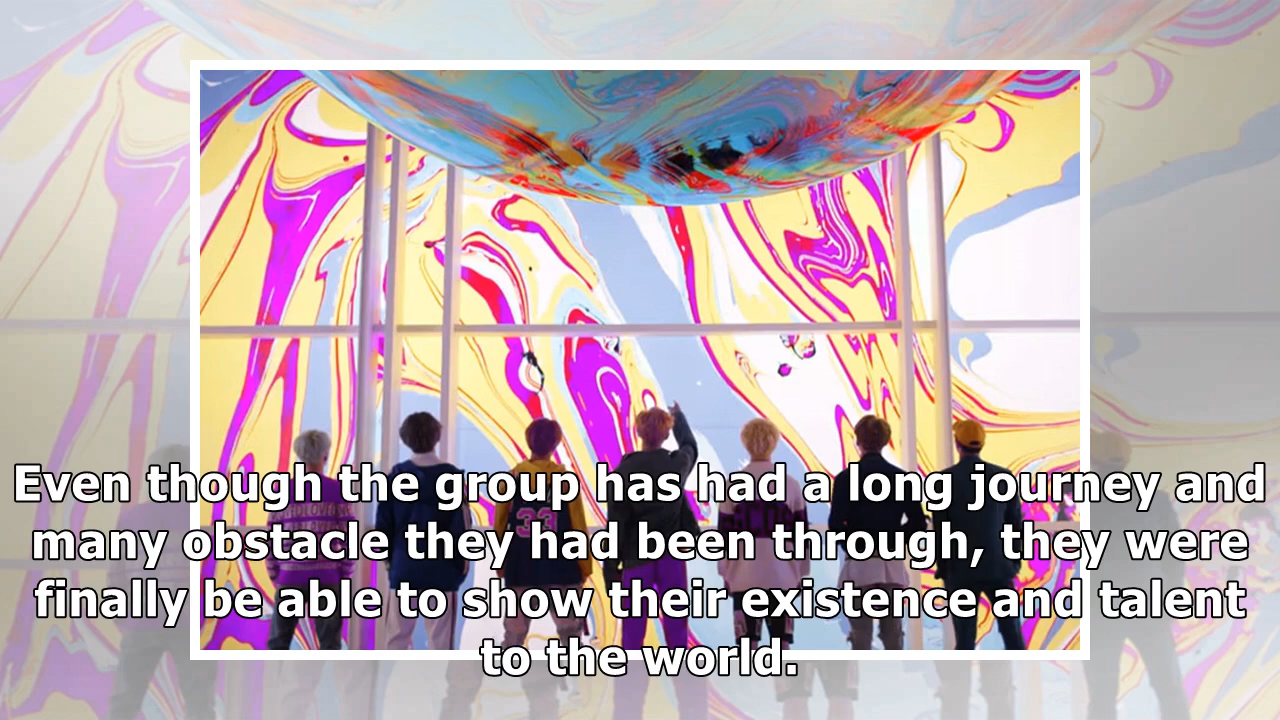 33
Even though the group has had a long journey and
many obstacle they had been through, they were
finally be able to show their existence and talent
to the world.